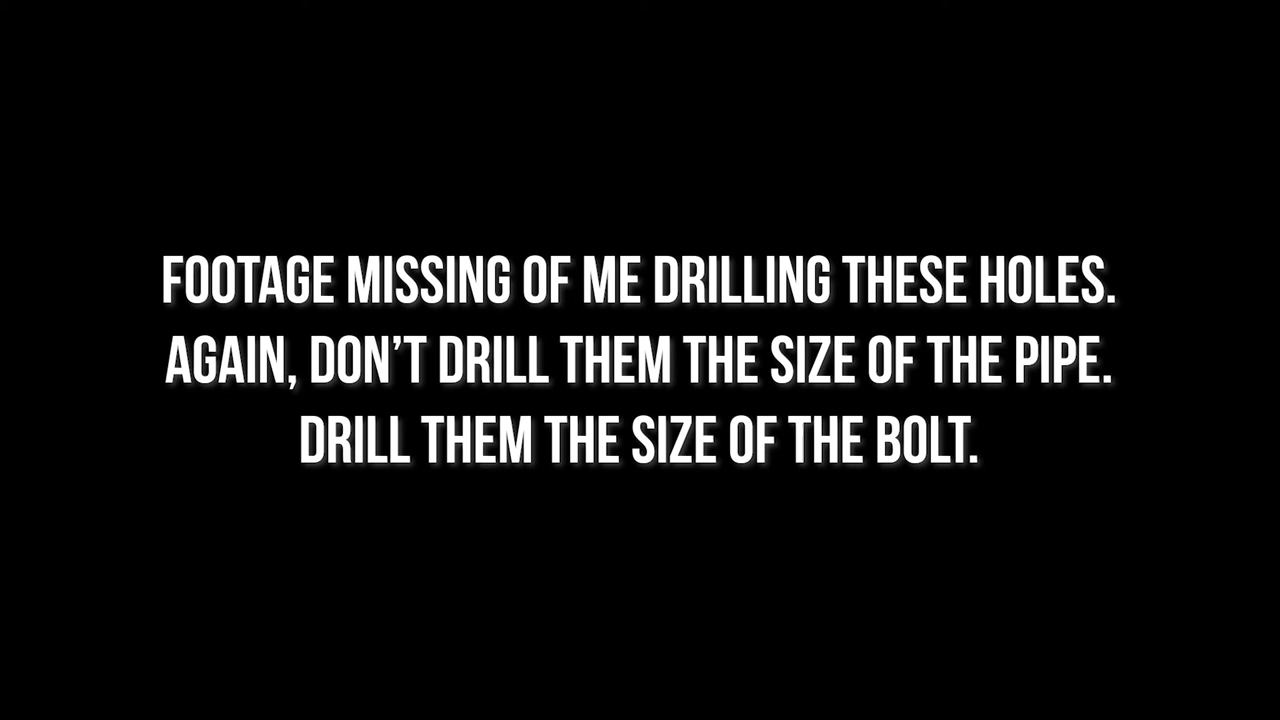 FOOTAGE MISSING OF ME DRILLING THESE HOLES.
AGAIN, DON’T DRILL THEM THE SIZE OF THE PIPE.
DRILL THEM THE SIZE OF THE BOLT.